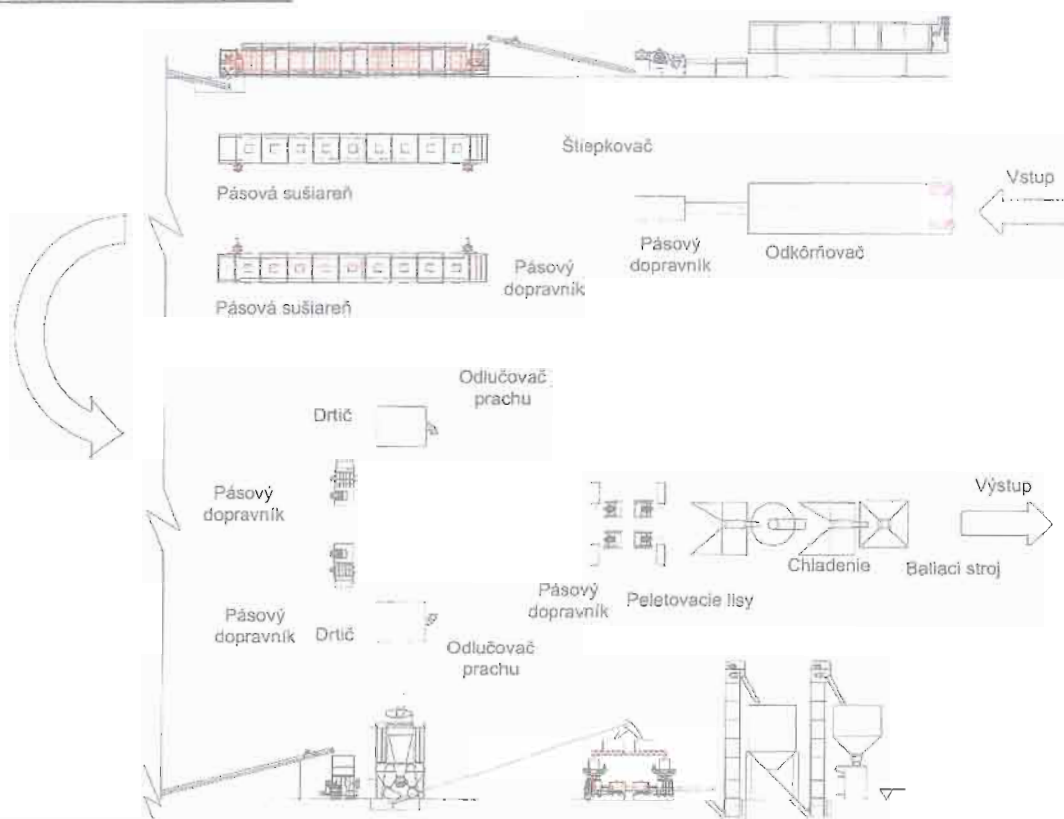 Štiepkovač
Vstup
Pásová sušiareň
Pásový
dopravník
Odkôrňovač
Pásový
dopravník
Pásová sušiareň
Odlučovač
prachu
Drtič
Pásový
dopravník
Výstup
Chladenie
Baliaci stroj
Pásový
dopravník
Peletovacie lisy
Pásový
dopravník
Drtič
Odlučovač
prachu